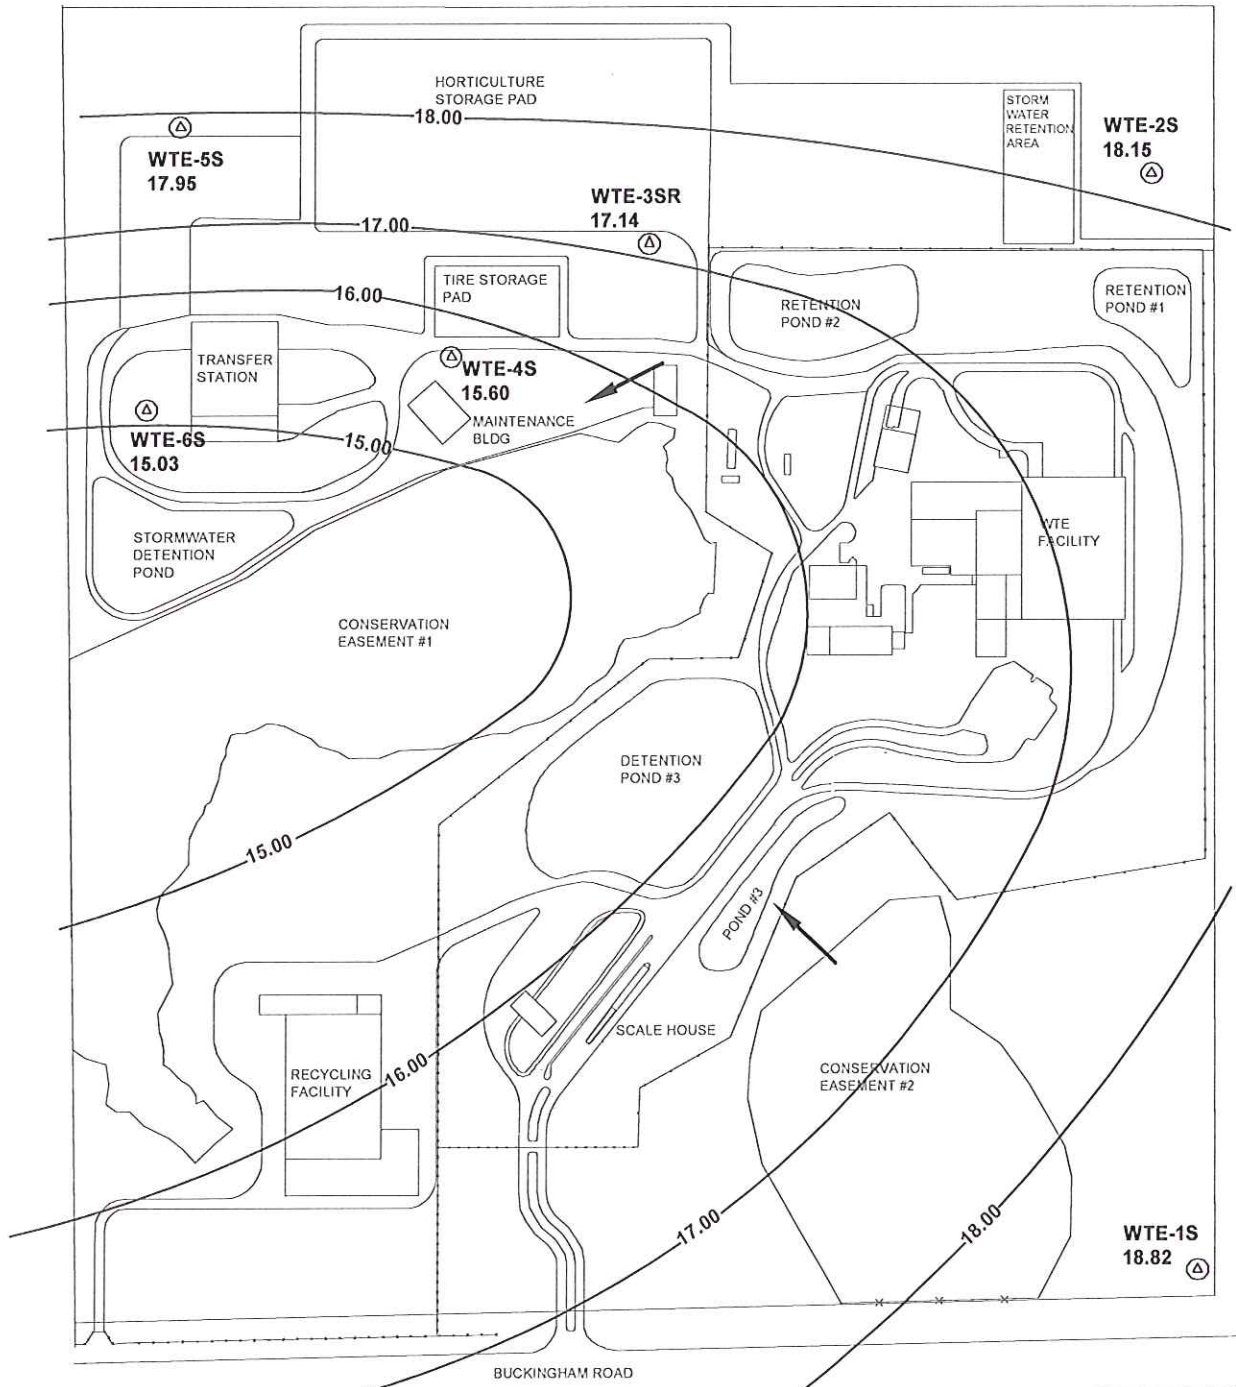 HORTICULTURE
STORAGE PAD
18.00
STORM
WATER
RETENTION
AREA
WTE-2S
18.15
WTE-5S
17.95
WTE-3SR
17.14
17.00
16.00
TIRE STORAGE
PAD
RETENTION
POND #2
RETENTION
POND #1
TRANSFER
STATION
WTE-4S
15.60
MAINTENANCE
BLDG
WTE-6S
15.03
15.00
STORMWATER
DETENTION
POND
WTE
FACILITY
CONSERVATION
EASEMENT #1
DETENTION
POND #3
15.00
POND #3
SCALE HOUSE
16.00
RECYCLING
FACILITY
CONSERVATION
EASEMENT #2
17.00
18.00
WTE-1S
18.82
BUCKINGHAM ROAD